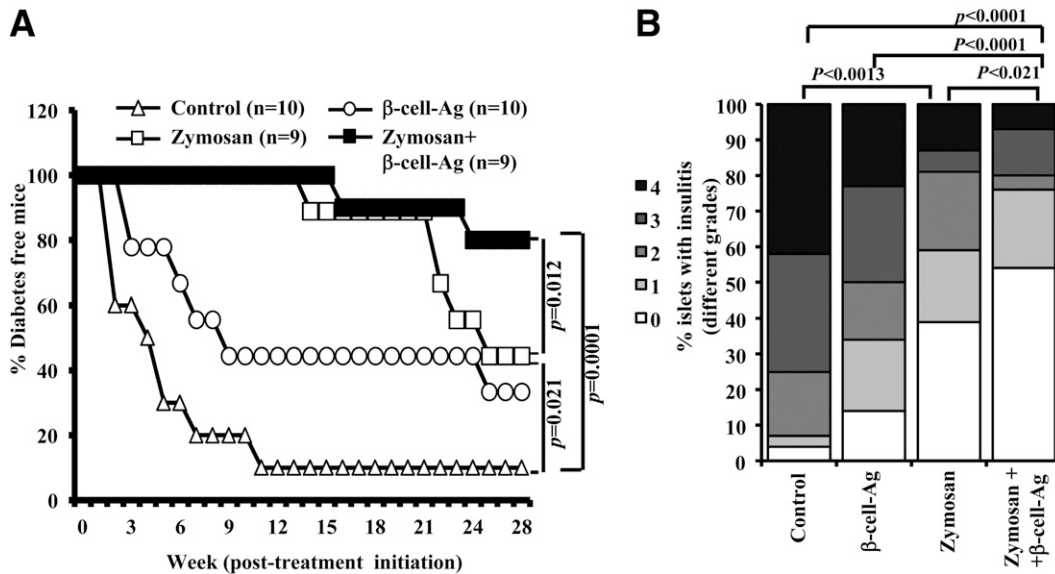 A
Control (n=10)
β-cell-Ag (n=10)
Zymosan (n=9)
Zymosan+
β-cell-Ag (n=9)
% Diabetes free mice
120
100
80
60
40
20
0
0 3 6 9 12 15 18 21 24 28
Week (post-treatment initiation)
p=0.012
p=0.021
p=0.0001
B
p<0.0001
P<0.0001
P<0.0013
P<0.021
4
3
2
1
0
% islets with insulitis
(different grades)
100
90
80
70
60
50
40
30
20
10
0
Control
β-cell-Ag
Zymosan
Zymosan +
+β-cell-Ag